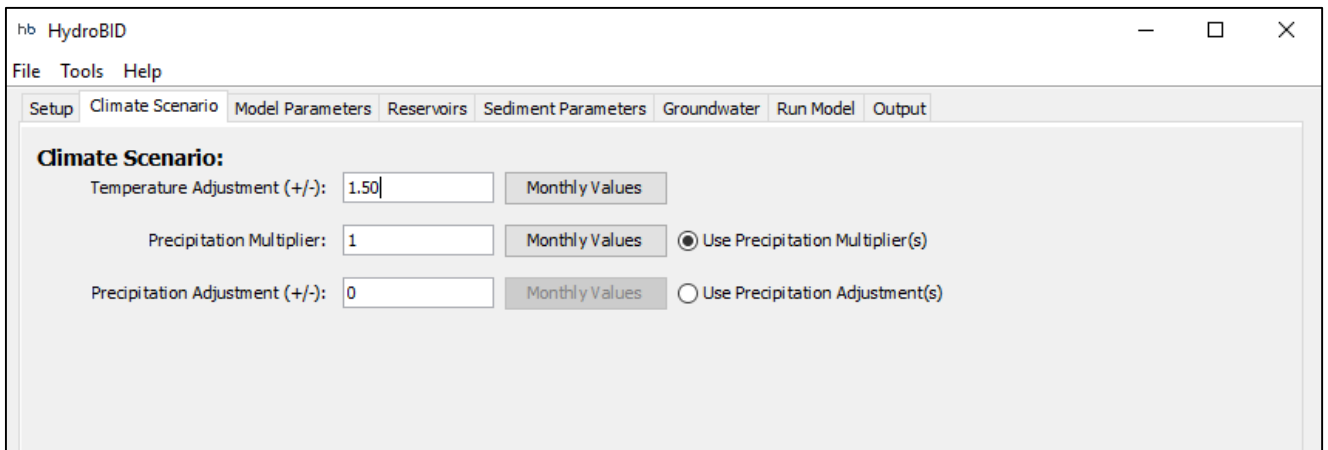 hb HydroBID
File Tools Help
Setup Climate Scenario Model Parameters Reservoirs Sediment Parameters Groundwater Run Model Output
Climate Scenario:
Temperature Adjustment (+/-): 1.50 Monthly Values
Precipitation Multiplier: 1 Monthly Values Use Precipitation Multiplier(s)
Precipitation Adjustment (+/-): 0 Monthly Values Use Precipitation Adjustment(s)